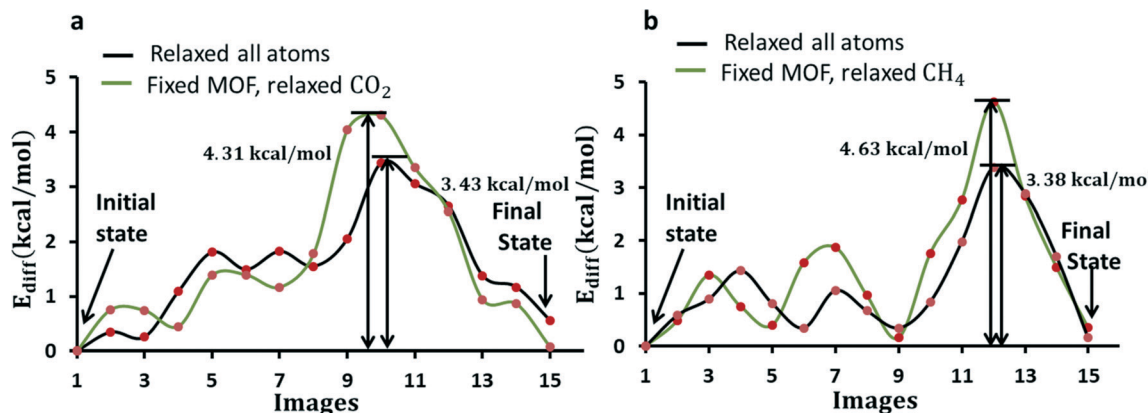 a
Relaxed all atoms
Fixed MOF, relaxed CO₂
E_diff(kcal/mol)
5
4
3
2
1
0
4.31 kcal/mol
3.43 kcal/mol
Initial
state
Final
State
1 3 5 7 9 11 13 15
Images
b
Relaxed all atoms
Fixed MOF, relaxed CH₄
E_diff(kcal/mol)
5
4
3
2
1
0
4.63 kcal/mol
3.38 kcal/mo
Initial
state
Final
State
1 3 5 7 9 11 13 15
Images